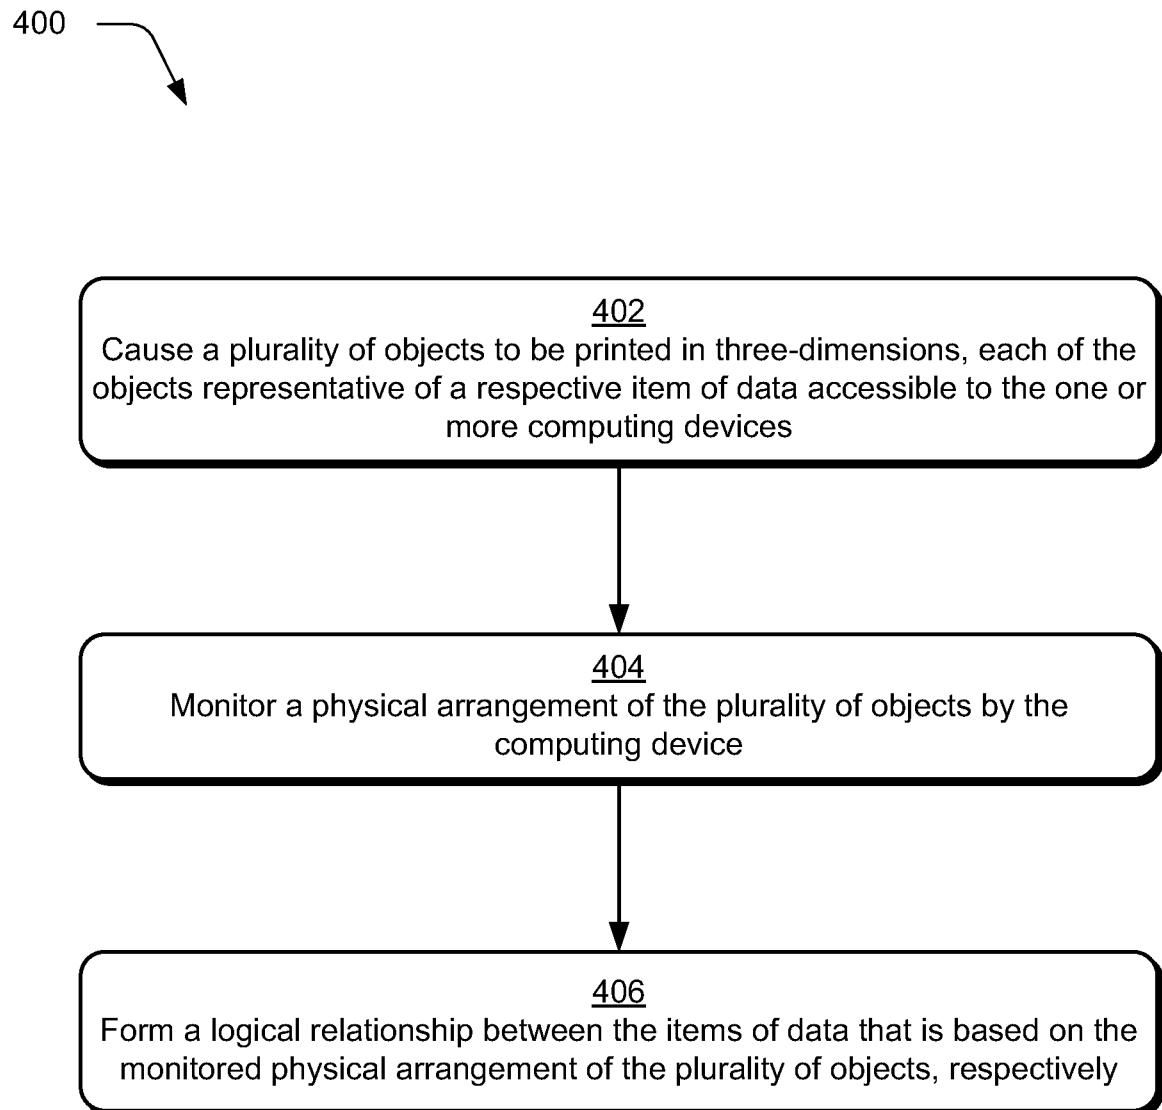 400
402
Cause a plurality of objects to be printed in three-dimensions, each of the
objects representative of a respective item of data accessible to the one or
more computing devices
404
Monitor a physical arrangement of the plurality of objects by the
computing device
406
Form a logical relationship between the items of data that is based on the
monitored physical arrangement of the plurality of objects, respectively